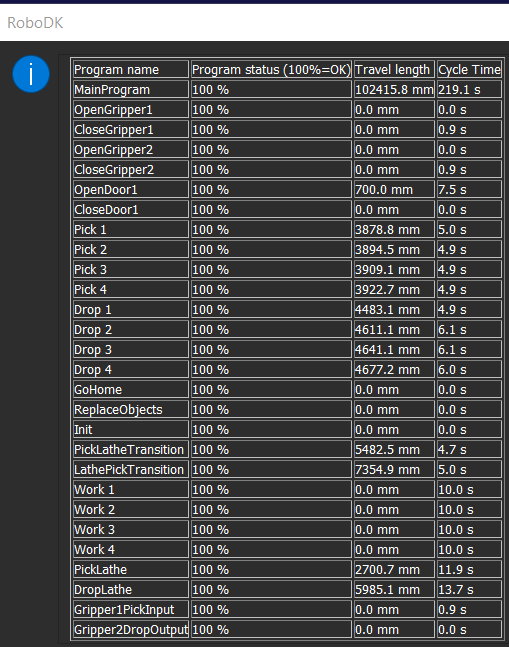 RoboDK
Program name Program status (100%=OK) Travel length Cycle Time
MainProgram 100 % 102415.8 mm 219.1 s
OpenGripper1 100 % 0.0 mm 0.0 s
CloseGripper1 100 % 0.0 mm 0.9 s
OpenGripper2 100 % 0.0 mm 0.0 s
CloseGripper2 100 % 0.0 mm 0.9 s
OpenDoor1 100 % 700.0 mm 7.5 s
CloseDoor1 100 % 0.0 mm 0.0 s
Pick 1 100 % 3878.8 mm 5.0 s
Pick 2 100 % 3894.5 mm 4.9 s
Pick 3 100 % 3909.1 mm 4.9 s
Pick 4 100 % 3922.7 mm 4.9 s
Drop 1 100 % 4483.1 mm 4.9 s
Drop 2 100 % 4611.1 mm 6.1 s
Drop 3 100 % 4641.1 mm 6.1 s
Drop 4 100 % 4677.2 mm 6.0 s
GoHome 100 % 0.0 mm 0.0 s
ReplaceObjects 100 % 0.0 mm 0.0 s
Init 100 % 0.0 mm 0.0 s
PickLatheTransition 100 % 5482.5 mm 4.7 s
LathePickTransition 100 % 7354.9 mm 5.0 s
Work 1 100 % 0.0 mm 10.0 s
Work 2 100 % 0.0 mm 10.0 s
Work 3 100 % 0.0 mm 10.0 s
Work 4 100 % 0.0 mm 10.0 s
PickLathe 100 % 2700.7 mm 11.9 s
DropLathe 100 % 5985.1 mm 13.7 s
Gripper1PickInput 100 % 0.0 mm 0.9 s
Gripper2DropOutput 100 % 0.0 mm 0.0 s